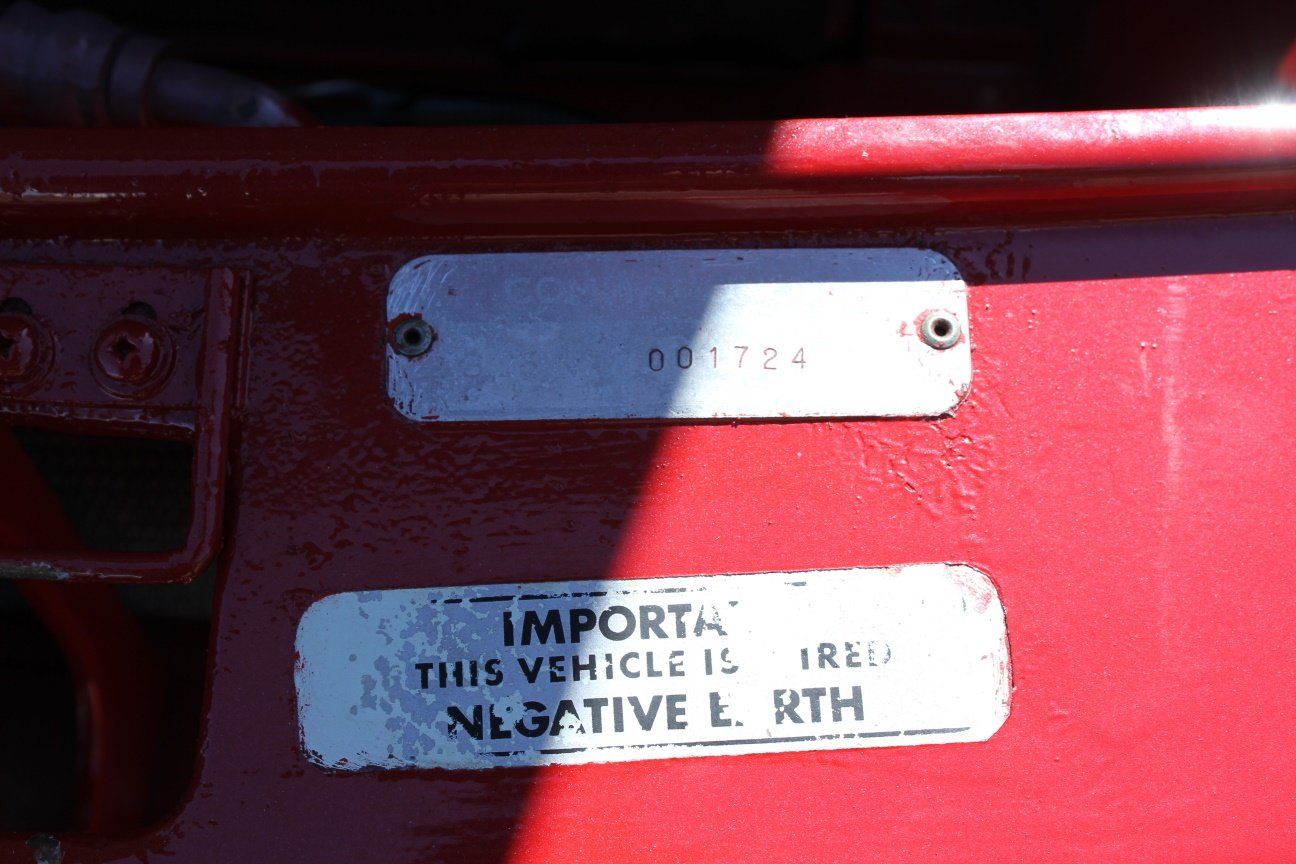 001724
IMPORTA
THIS VEHICLE IS IRED
NEGATIVE E RTH